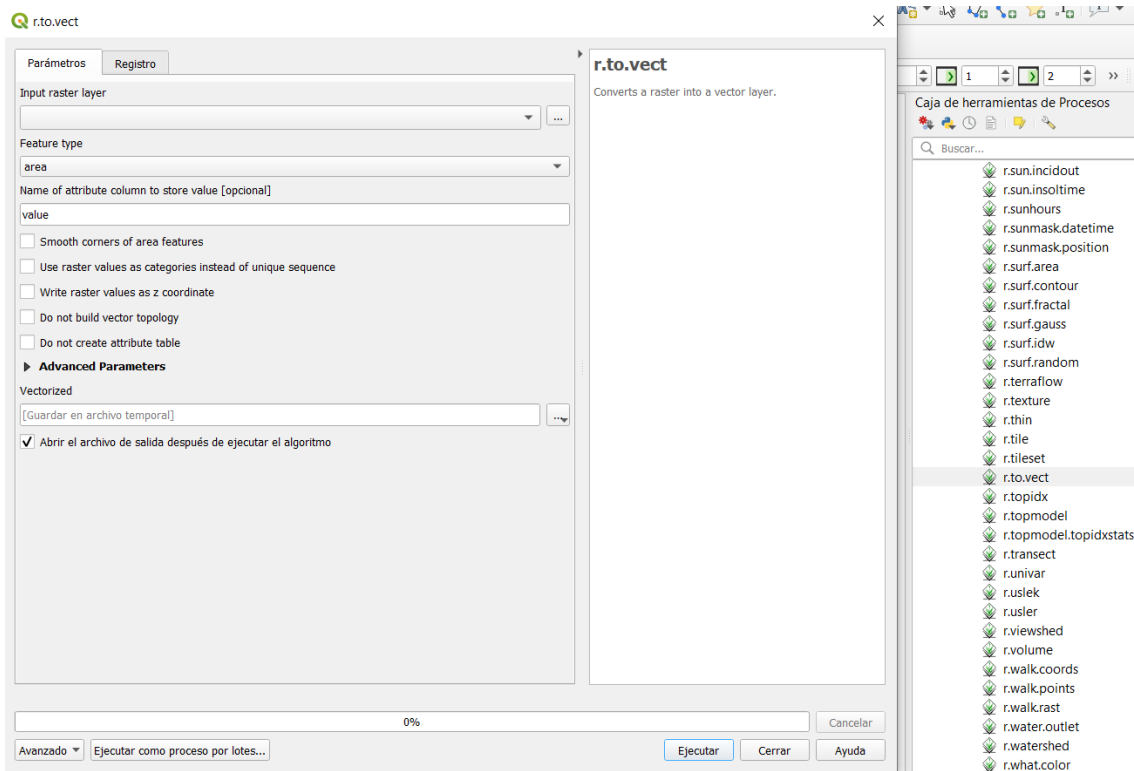 r.to.vect
Parámetros
Registro
Input raster layer
...
Feature type
area
Name of attribute column to store value [opcional]
value
Smooth corners of area features
Use raster values as categories instead of unique sequence
Write raster values as z coordinate
Do not build vector topology
Do not create attribute table
Advanced Parameters
Vectorized
[Guardar en archivo temporal]
...
Abrir el archivo de salida después de ejecutar el algoritmo
r.to.vect
Converts a raster into a vector layer.
0%
Cancelar
Avanzado
Ejecutar como proceso por lotes...
Ejecutar
Cerrar
Ayuda
1
2
»
Caja de herramientas de Procesos
Buscar...
r.sun.incidout
r.sun.insoltime
r.sunhours
r.sunmask.datetime
r.sunmask.position
r.surf.area
r.surf.contour
r.surf.fractal
r.surf.gauss
r.surf.idw
r.surf.random
r.terraflow
r.texture
r.thin
r.tile
r.tileset
r.to.vect
r.topidx
r.topmodel
r.topmodel.topidxstats
r.transect
r.univar
r.uslek
r.usler
r.viewshed
r.volume
r.walk.coords
r.walk.points
r.walk.rast
r.water.outlet
r.watershed
r.what.color